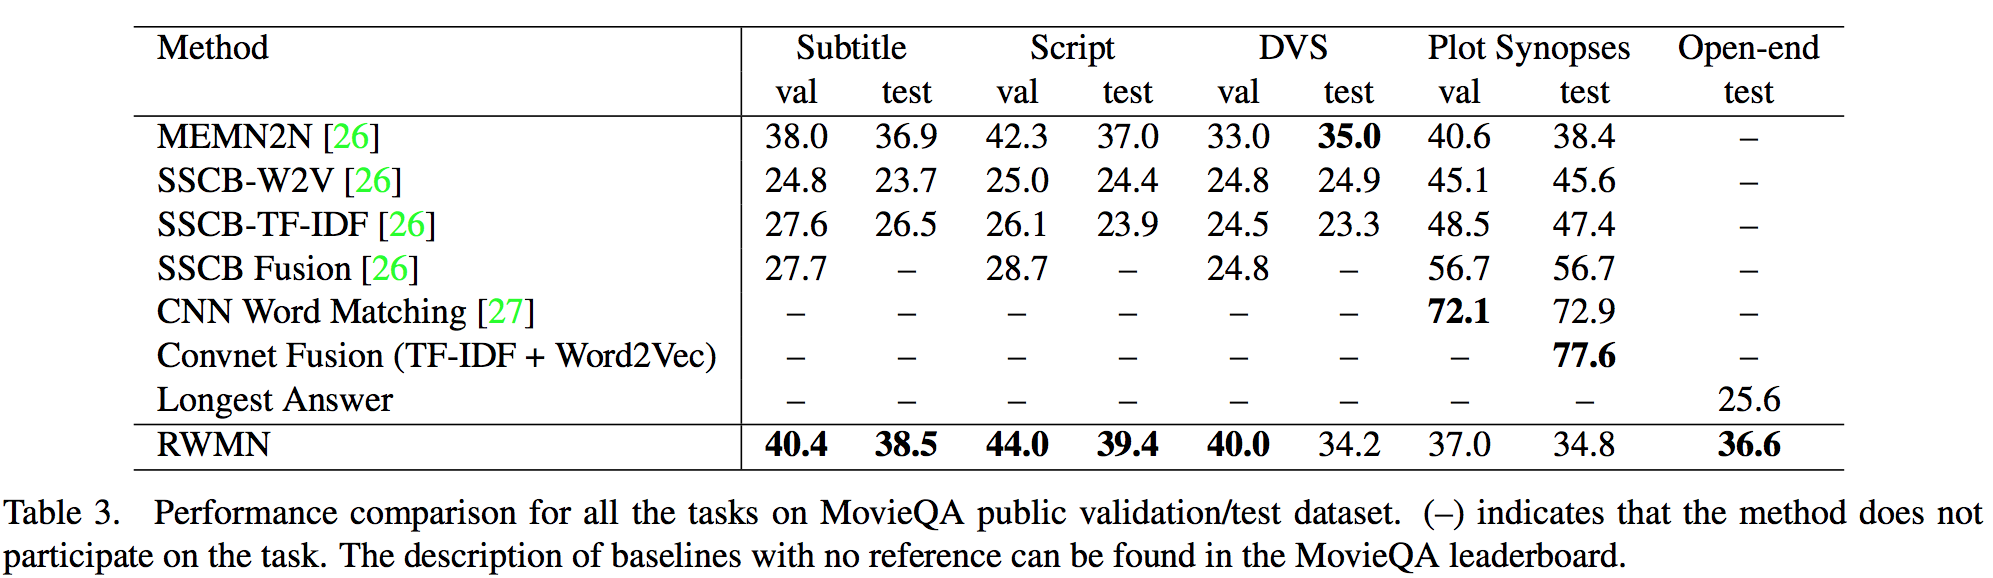 Method Subtitle Script DVS Plot Synopses Open-end
val test val test val test val test test
MEMN2N [26] 38.0 36.9 42.3 37.0 33.0 35.0 40.6 38.4 –
SSCB-W2V [26] 24.8 23.7 25.0 24.4 24.8 24.9 45.1 45.6 –
SSCB-TF-IDF [26] 27.6 26.5 26.1 23.9 24.5 23.3 48.5 47.4 –
SSCB Fusion [26] 27.7 – 28.7 – 24.8 – 56.7 56.7 –
CNN Word Matching [27] – – – – – – 72.1 72.9 –
Convnet Fusion (TF-IDF + Word2Vec) – – – – – – – 77.6 –
Longest Answer – – – – – – – – 25.6
RWMN 40.4 38.5 44.0 39.4 40.0 34.2 37.0 34.8 36.6
Table 3. Performance comparison for all the tasks on MovieQA public validation/test dataset. (–) indicates that the method does not
participate on the task. The description of baselines with no reference can be found in the MovieQA leaderboard.